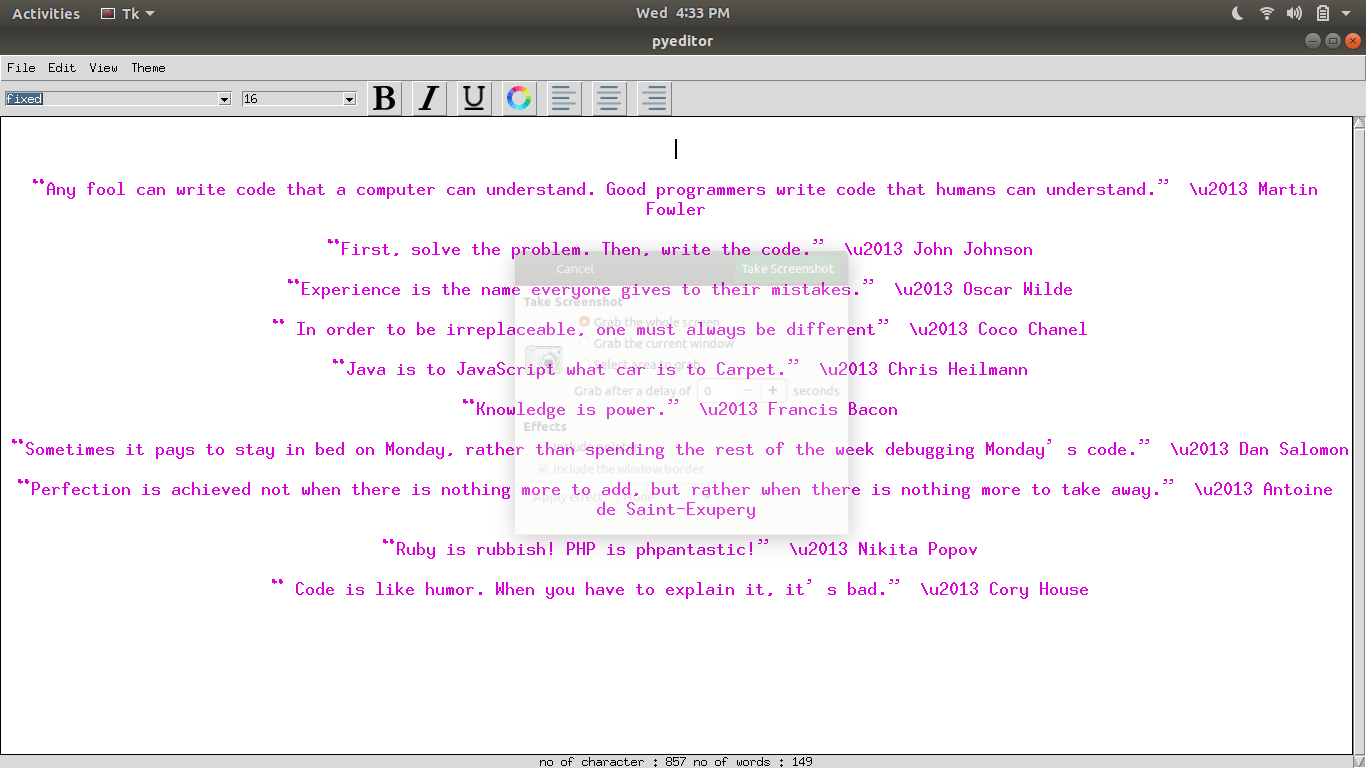 Activities Tk Wed 4:33 PM
pyeditor
File Edit View Theme
fixed 16 B I U
“Any fool can write code that a computer can understand. Good programmers write code that humans can understand.” \u2013 Martin
Fowler
“First, solve the problem. Then, write the code.” \u2013 John Johnson
Cancel Take Screenshot
“Experience is the name everyone gives to their mistakes.” \u2013 Oscar Wilde
Take Screenshot
Grab the whole screen
“ In order to be irreplaceable, one must always be different” \u2013 Coco Chanel
Grab the current window
Select area to grab
“Java is to JavaScript what car is to Carpet.” \u2013 Chris Heilmann
Grab after a delay of 0 − + seconds
“Knowledge is power.” \u2013 Francis Bacon
Effects
Include pointer
“Sometimes it pays to stay in bed on Monday, rather than spending the rest of the week debugging Monday’s code.” \u2013 Dan Salomon
Include the window border
“Perfection is achieved not when there is nothing more to add, but rather when there is nothing more to take away.” \u2013 Antoine
Apply effect:
de Saint-Exupery
“Ruby is rubbish! PHP is phpantastic!” \u2013 Nikita Popov
“ Code is like humor. When you have to explain it, it’s bad.” \u2013 Cory House
no of character : 857 no of words : 149